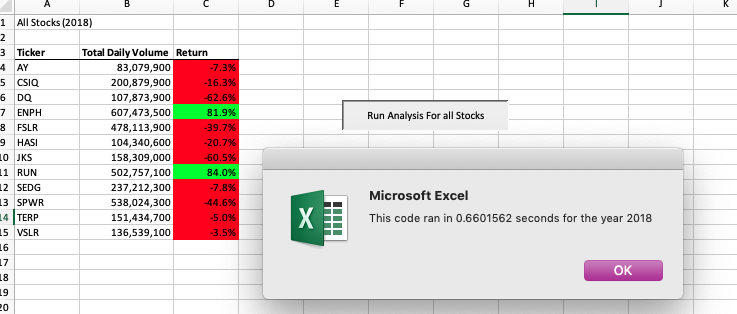 A B C D E F G H I J K
1 All Stocks (2018)
2
3 Ticker Total Daily Volume Return
4 AY 83,079,900 -7.3%
5 CSIQ 200,879,900 -16.3%
6 DQ 107,873,900 -62.6%
7 ENPH 607,473,500 81.9%
8 FSLR 478,113,900 -39.7%
9 HASI 104,340,600 -20.7%
10 JKS 158,309,000 -60.5%
11 RUN 502,757,100 84.0%
12 SEDG 237,212,300 -7.8%
13 SPWR 538,024,300 -44.6%
14 TERP 151,434,700 -5.0%
15 VSLR 136,539,100 -3.5%
16
17
18
19
20
Run Analysis For all Stocks
Microsoft Excel
This code ran in 0.6601562 seconds for the year 2018
X
OK